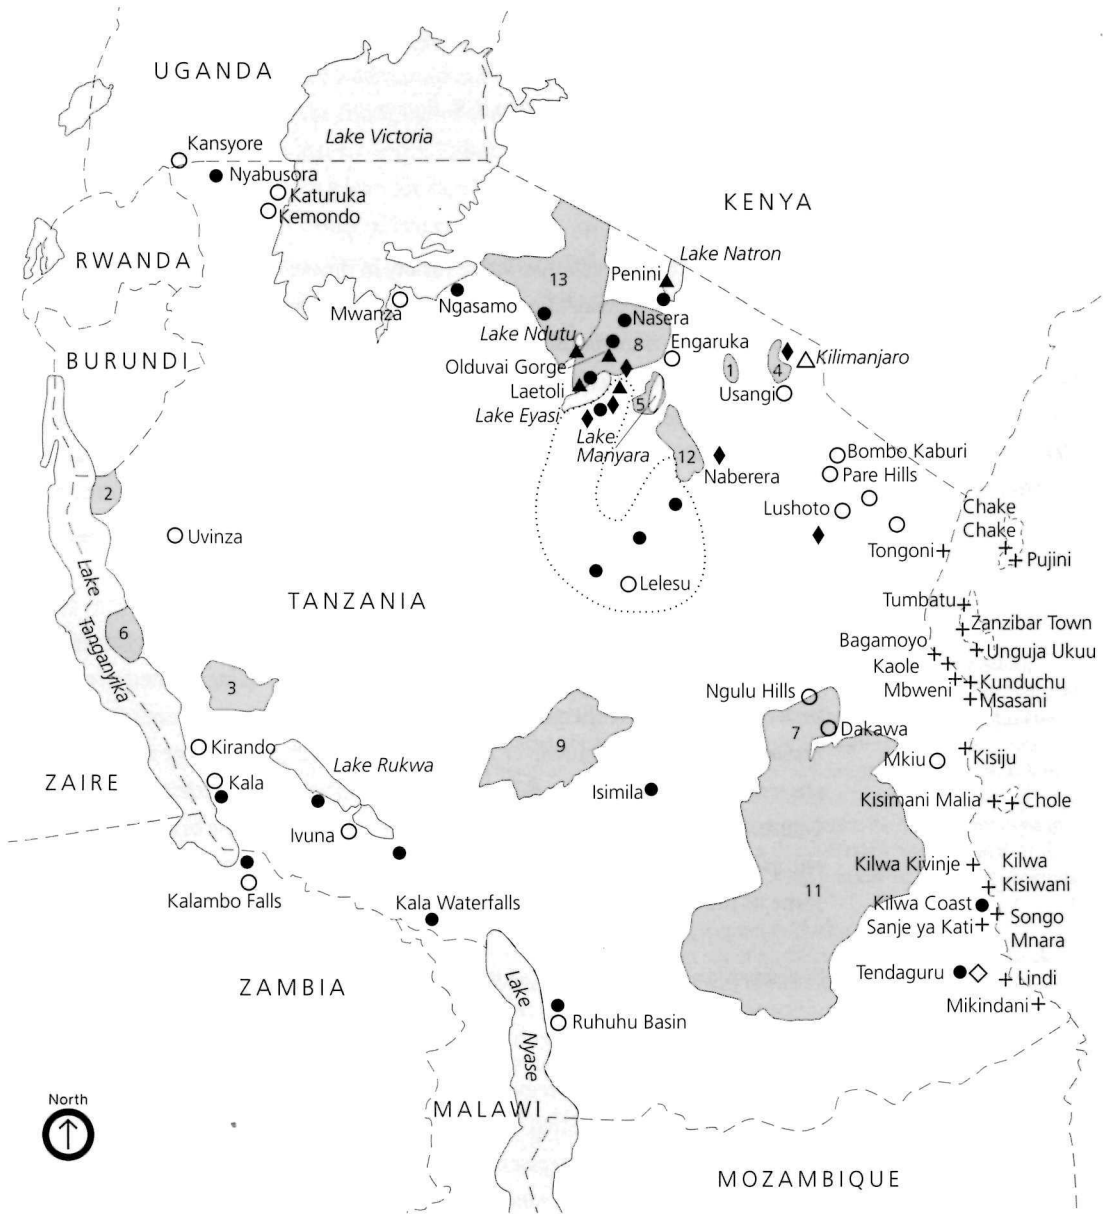 UGANDA
Kansyore
Lake Victoria
Nyabusora
Katuruka
Kemondo
KENYA
RWANDA
Lake Natron
Penini
13
Mwanza
Ngasamo
Nasera
Lake Ndutu
8
Engaruka
BURUNDI
Olduvai Gorge
1
4
Kilimanjaro
Laetoli
Usangi
Lake Eyasi
5
Lake
Manyara
12
Naberera
Bombo Kaburi
Pare Hills
2
Lushoto
Chake
Chake
Uvinza
Tongoni
Pujini
Lake
Tanganyika
Lelesu
TANZANIA
Tumbatu
Zanzibar Town
6
Bagamoyo
Unguja Ukuu
Kaole
Kunduchu
Mbweni
Msasani
3
Ngulu Hills
7
Dakawa
9
Kirando
Lake Rukwa
Mkiu
Kisiju
ZAIRE
Kala
Isimila
Kisimani Malia
Chole
Ivuna
Kilwa Kivinje
Kilwa
Kisiwani
11
Kalambo Falls
Kala Waterfalls
Kilwa Coast
Songo
Mnara
Sanje ya Kati
Tendaguru
Lindi
ZAMBIA
Mikindani
Lake
Nyase
Ruhuhu Basin
North
MALAWI
MOZAMBIQUE